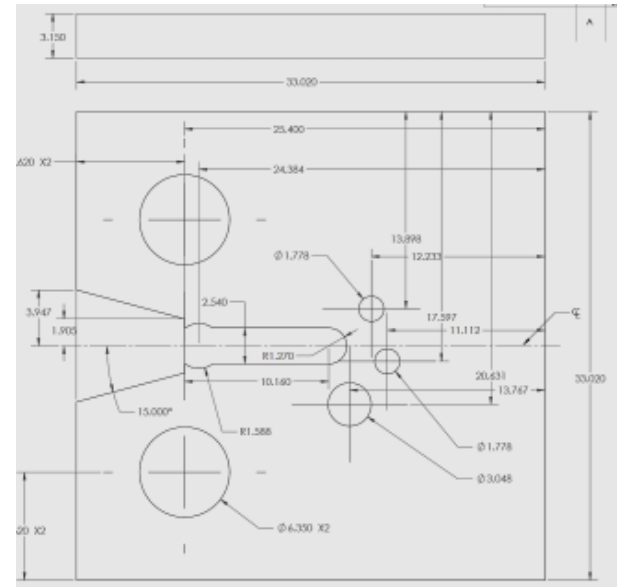 A
3.150
33.020
25.400
24.384
.620 X2
13.898
12.233
Ø1.778
3.947
2.540
17.597
11.112
℄
1.905
R1.270
20.631
33.020
10.160
13.767
15.000°
R1.588
Ø1.778
Ø3.048
Ø6.350 X2
20 X2